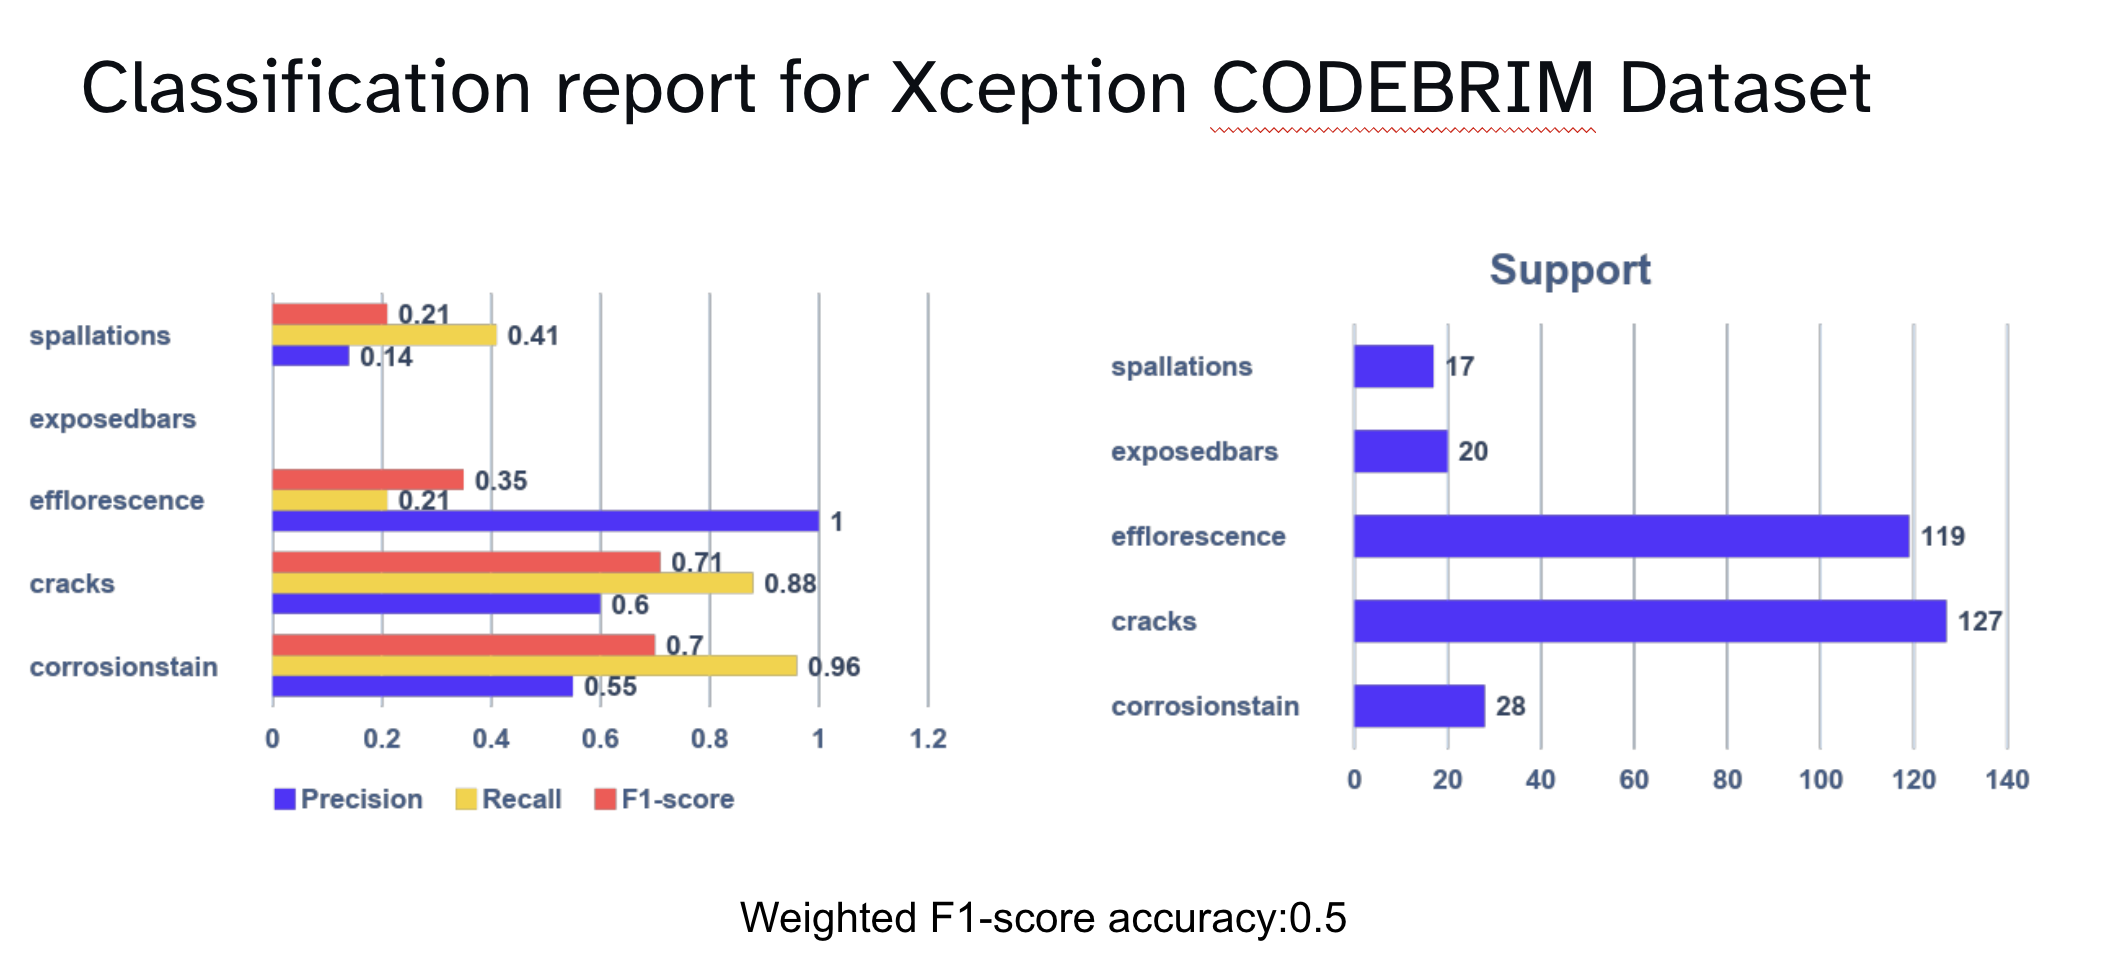 Classification report for Xception CODEBRIM Dataset
spallations
0.21
0.41
0.14
exposedbars
efflorescence
0.35
0.21
1
cracks
0.71
0.88
0.6
corrosionstain
0.7
0.96
0.55
0 0.2 0.4 0.6 0.8 1 1.2
Precision Recall F1-score
Support
spallations 17
exposedbars 20
efflorescence 119
cracks 127
corrosionstain 28
0 20 40 60 80 100 120 140
Weighted F1-score accuracy:0.5